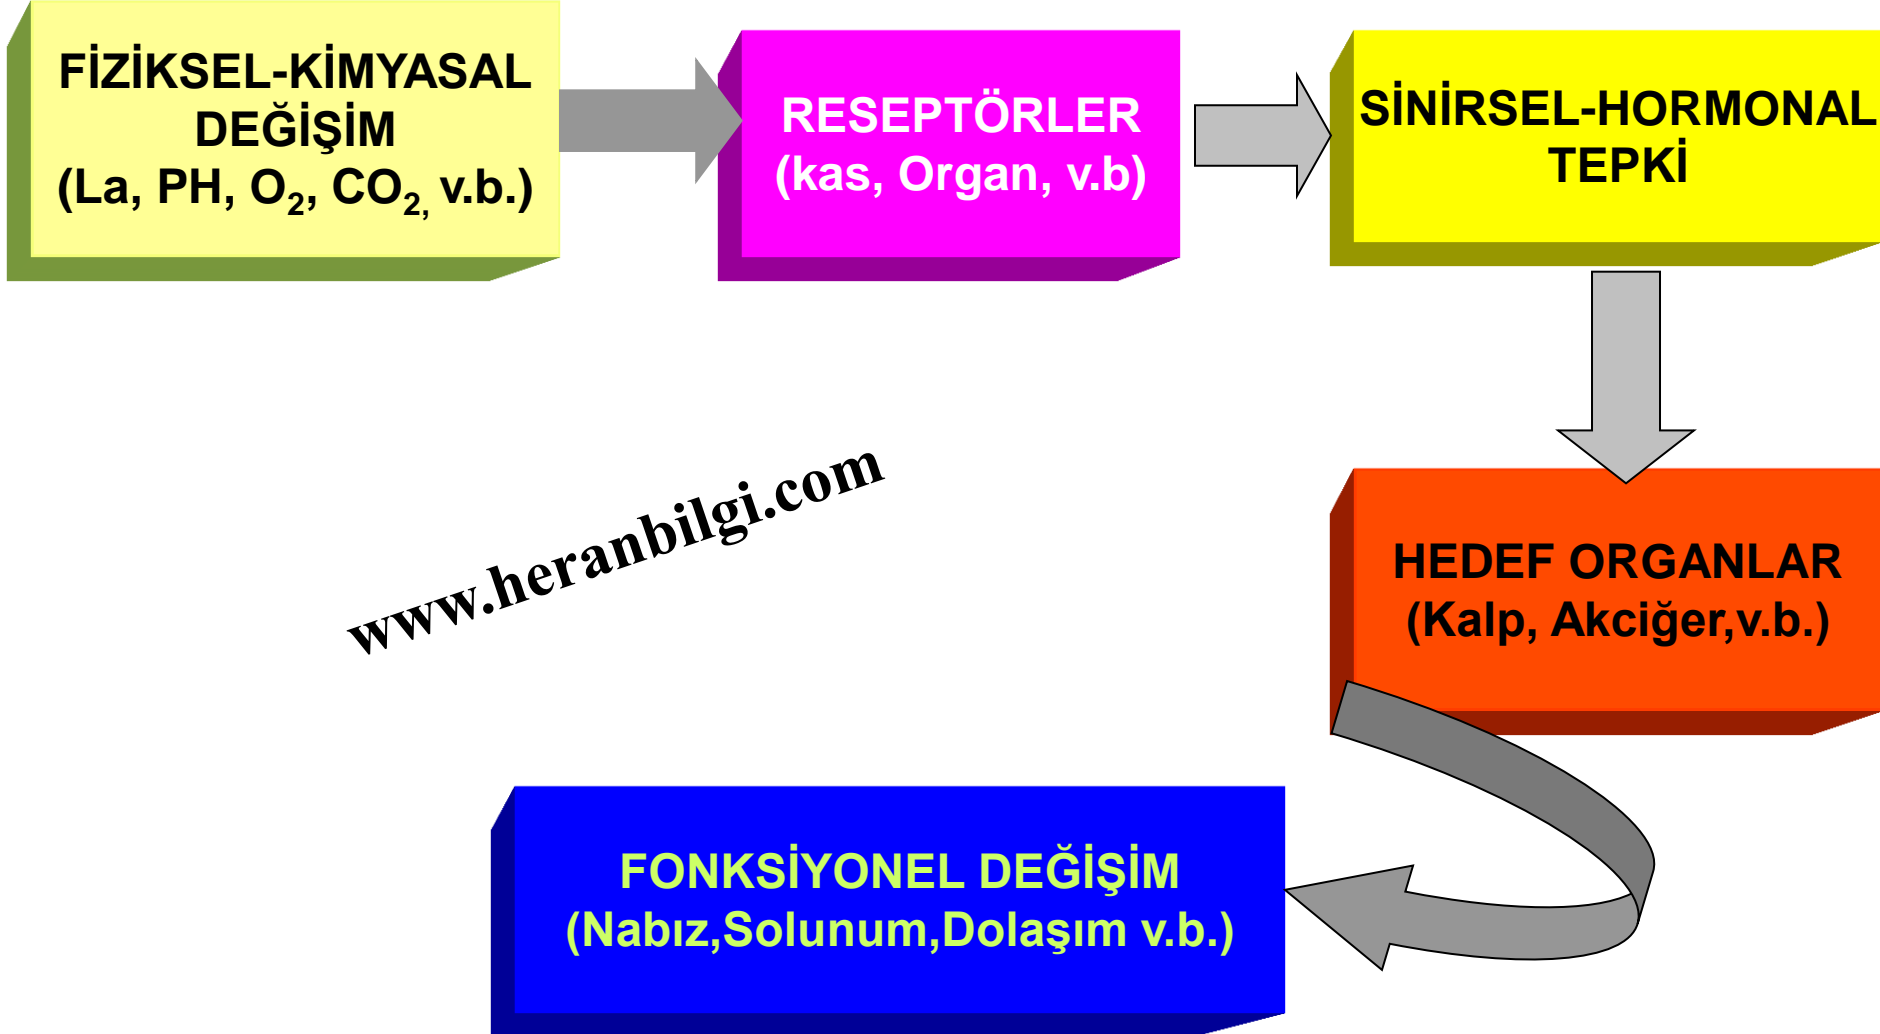 FİZİKSEL-KİMYASAL
DEĞİŞİM
(La, PH, O₂, CO₂, v.b.)
RESEPTÖRLER
(kas, Organ, v.b)
SİNİRSEL-HORMONAL
TEPKİ
www.heranbilgi.com
HEDEF ORGANLAR
(Kalp, Akciğer,v.b.)
FONKSİYONEL DEĞİŞİM
(Nabız,Solunum,Dolaşım v.b.)